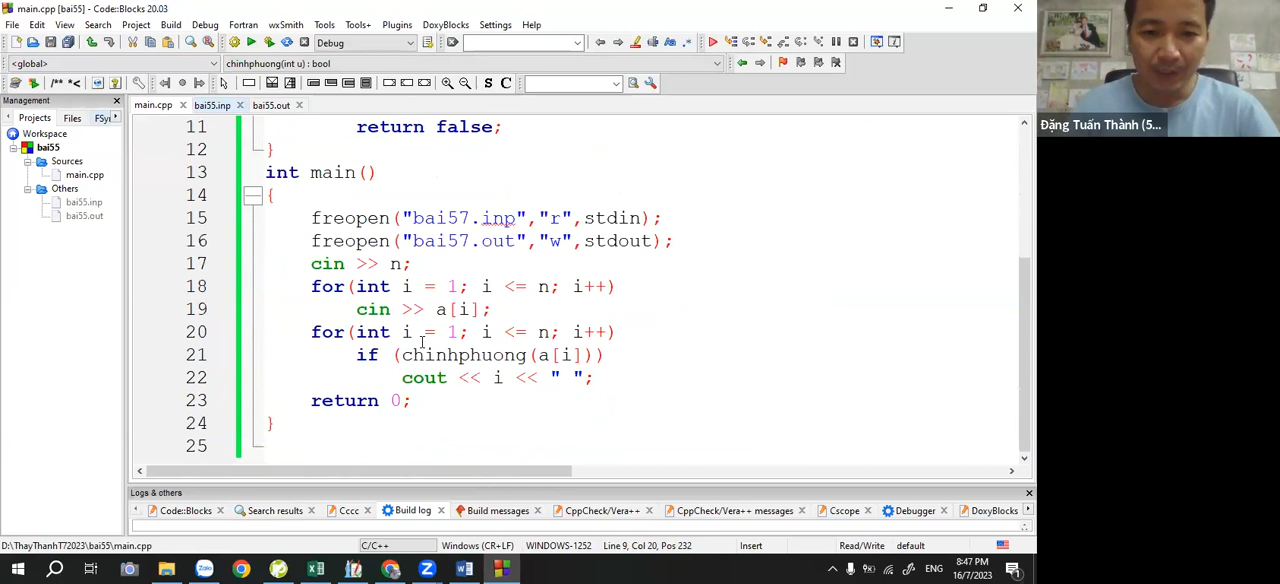 main.cpp [bai55] - Code::Blocks 20.03
File Edit View Search Project Build Debug Fortran wxSmith Tools Tools+ Plugins DoxyBlocks Settings Help
Debug
<global>
chinhphuong(int u) : bool
/** *<
S C
Management
Projects Files FSy
Workspace
bai55
Sources
main.cpp
Others
bai55.inp
bai55.out
main.cpp bai55.inp bai55.out
11 return false;
12 }
13 int main()
14 {
15 freopen("bai57.inp","r",stdin);
16 freopen("bai57.out","w",stdout);
17 cin >> n;
18 for(int i = 1; i <= n; i++)
19 cin >> a[i];
20 for(int i = 1; i <= n; i++)
21 if (chinhphuong(a[i]))
22 cout << i << " ";
23 return 0;
24 }
25
Logs & others
Code::Blocks Search results Cccc Build log Build messages CppCheck/Vera++ CppCheck/Vera++ messages Cscope Debugger DoxyBlocks
D:\ThayThanhT72023\bai55\main.cpp C/C++ Windows (CR+LF) WINDOWS-1252 Line 9, Col 20, Pos 232 Insert Read/Write default
ENG 8:47 PM
16/7/2023
Đặng Tuấn Thành (5...